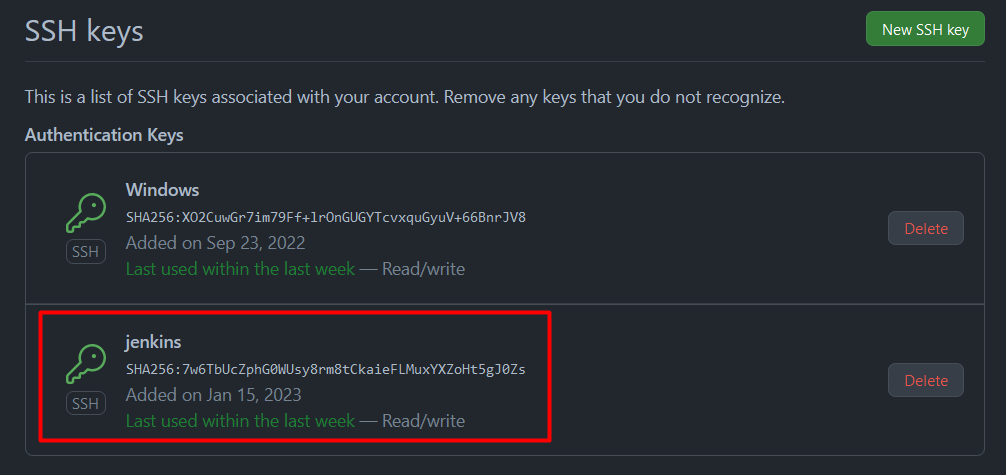 SSH keys
New SSH key
This is a list of SSH keys associated with your account. Remove any keys that you do not recognize.
Authentication Keys
Windows
SHA256:XO2CuwGr7im79Ff+lrOnGUGYTcvxquGyuV+66BnrJV8
Added on Sep 23, 2022
Last used within the last week — Read/write
SSH
Delete
jenkins
SHA256:7w6TbUcZphG0WUsy8rm8tCkaieFLMuxYXZoHt5gJ0Zs
Added on Jan 15, 2023
Last used within the last week — Read/write
SSH
Delete